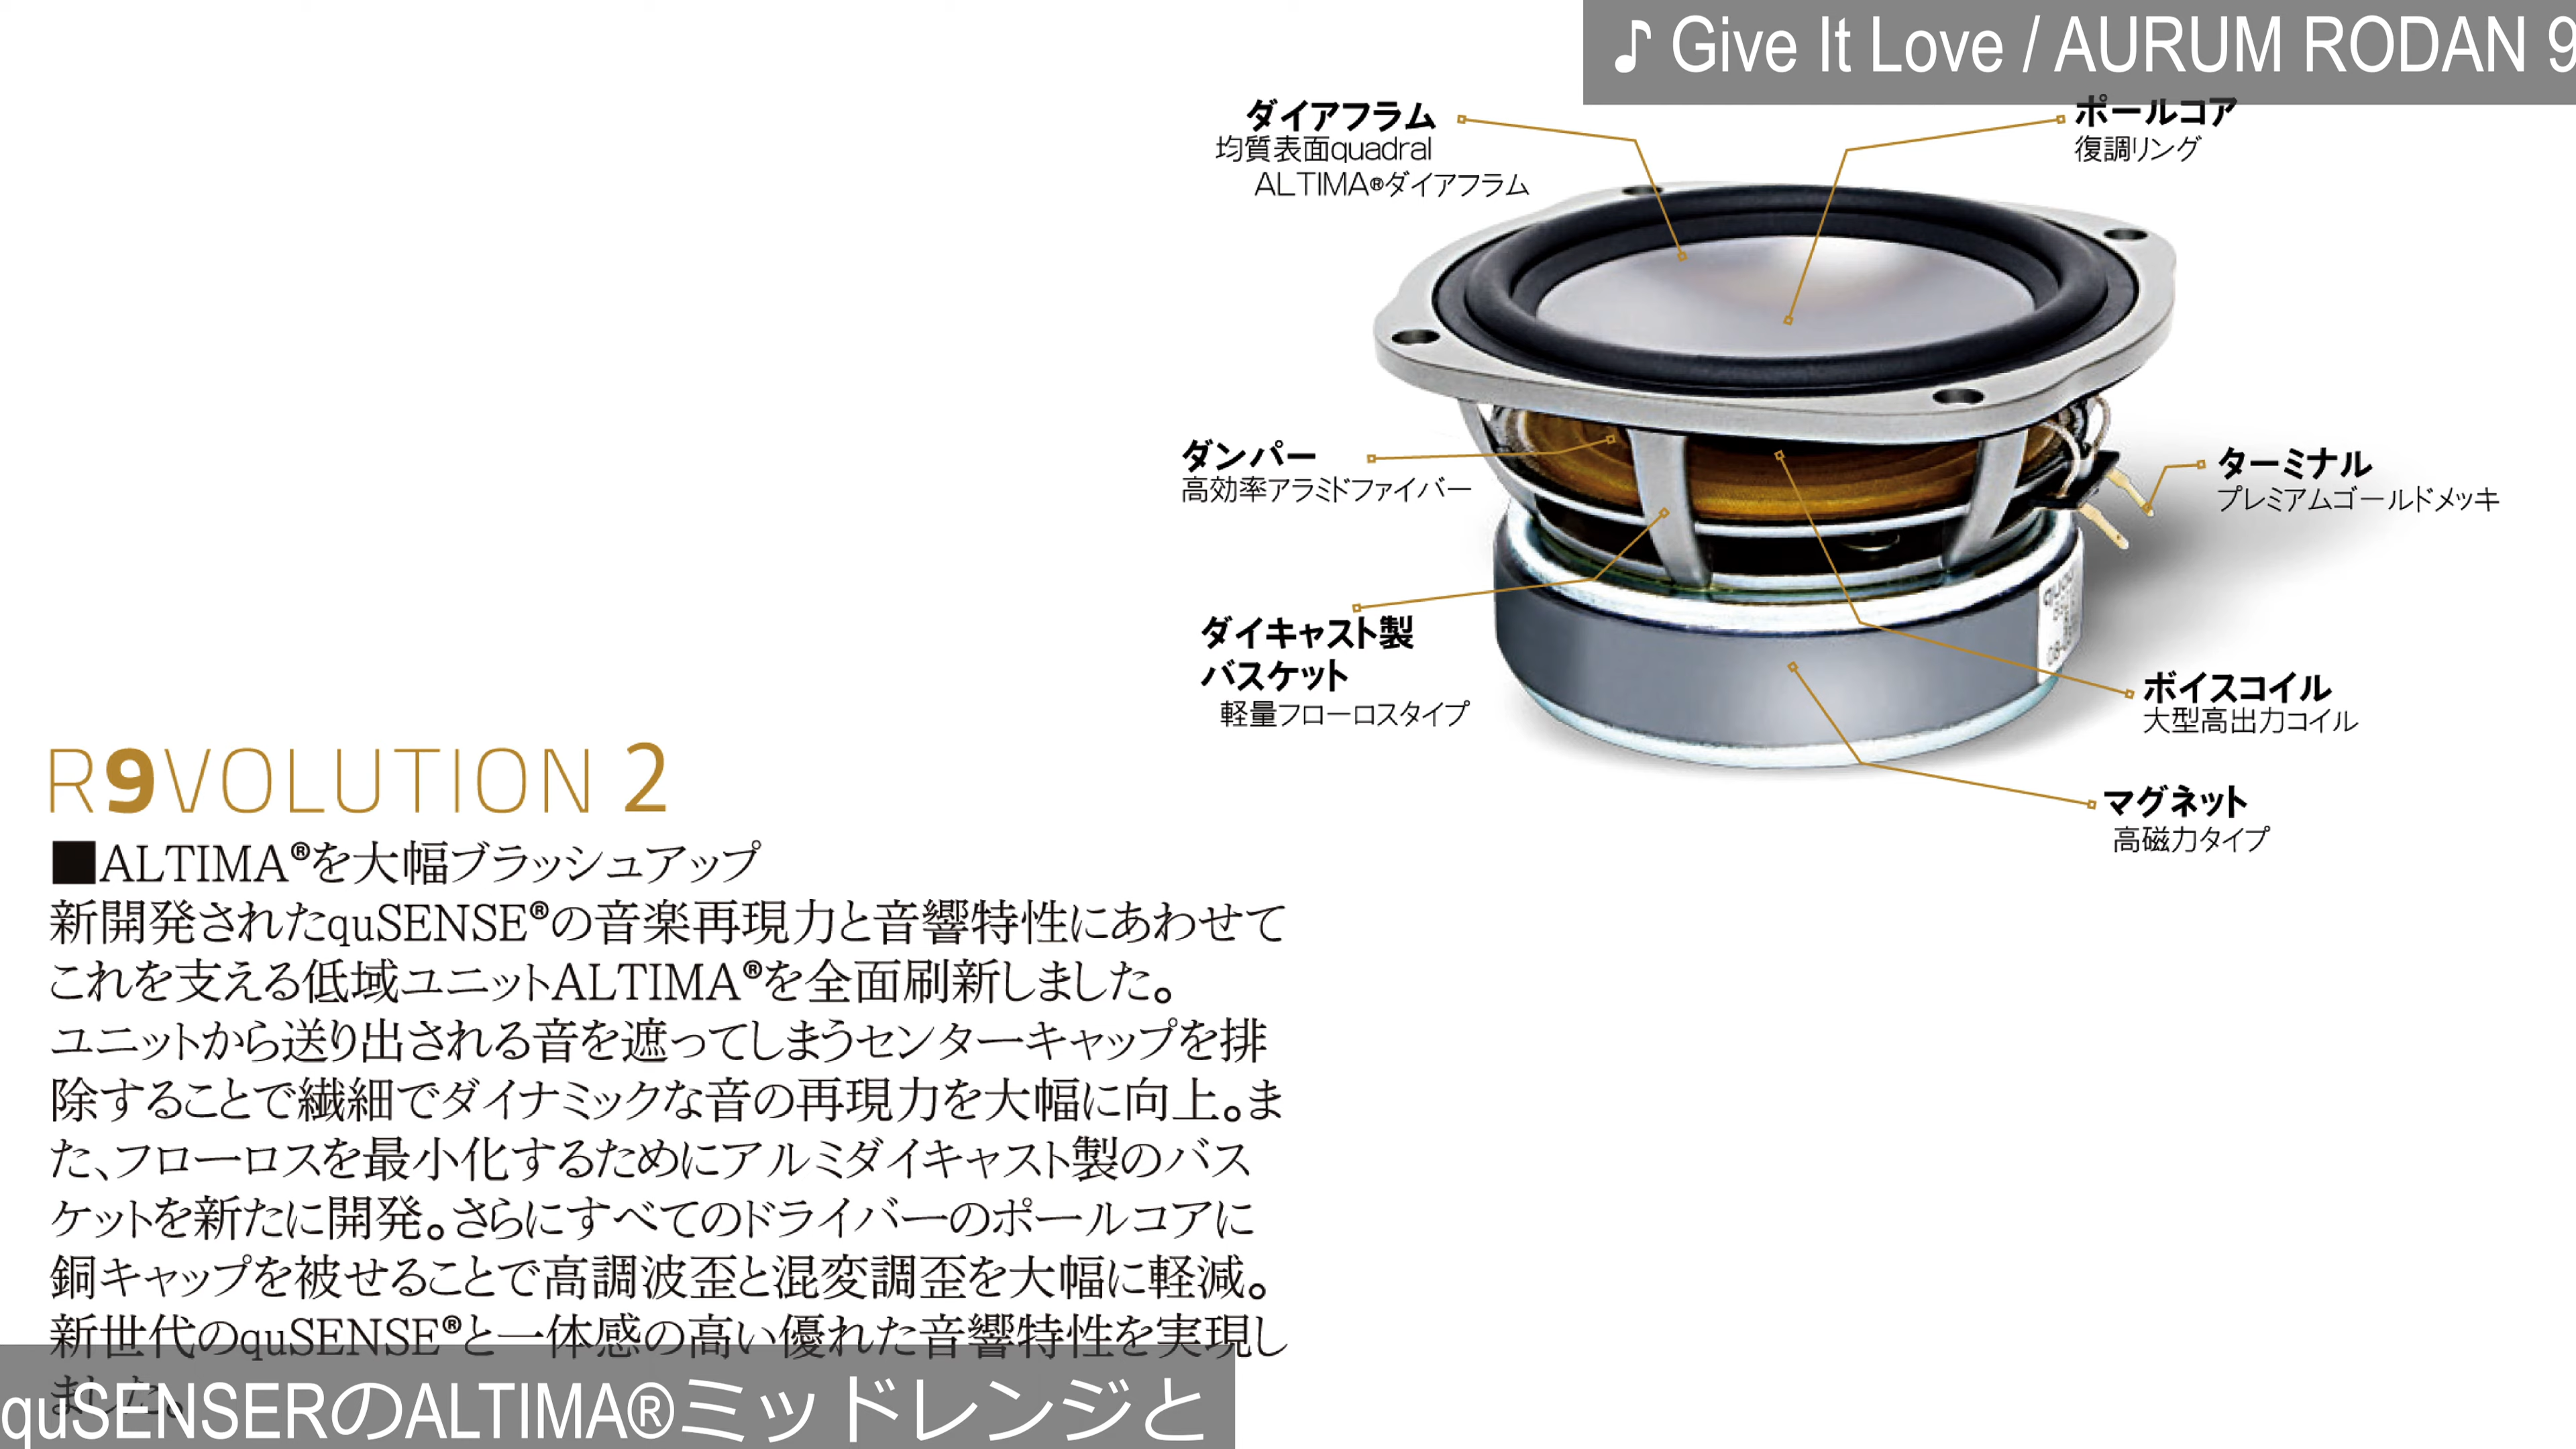 ♪ Give It Love / AURUM RODAN 9
ダイアフラム
均質表面quadral
ALTIMA®ダイアフラム
ポールコア
復調リング
ダンパー
高効率アラミドファイバー
ターミナル
プレミアムゴールドメッキ
ダイキャスト製
バスケット
軽量フローロスタイプ
ボイスコイル
大型高出力コイル
マグネット
高磁力タイプ
R9VOLUTION 2
■ALTIMA®を大幅ブラッシュアップ
新開発されたquSENSE®の音楽再現力と音響特性にあわせて
これを支える低域ユニットALTIMA®を全面刷新しました。
ユニットから送り出される音を遮ってしまうセンターキャップを排
除することで繊細でダイナミックな音の再現力を大幅に向上。ま
た、フローロスを最小化するためにアルミダイキャスト製のバス
ケットを新たに開発。さらにすべてのドライバーのポールコアに
銅キャップを被せることで高調波歪と混変調歪を大幅に軽減。
新世代のquSENSE®と一体感の高い優れた音響特性を実現し
ました。
quSENSERのALTIMA®ミッドレンジと